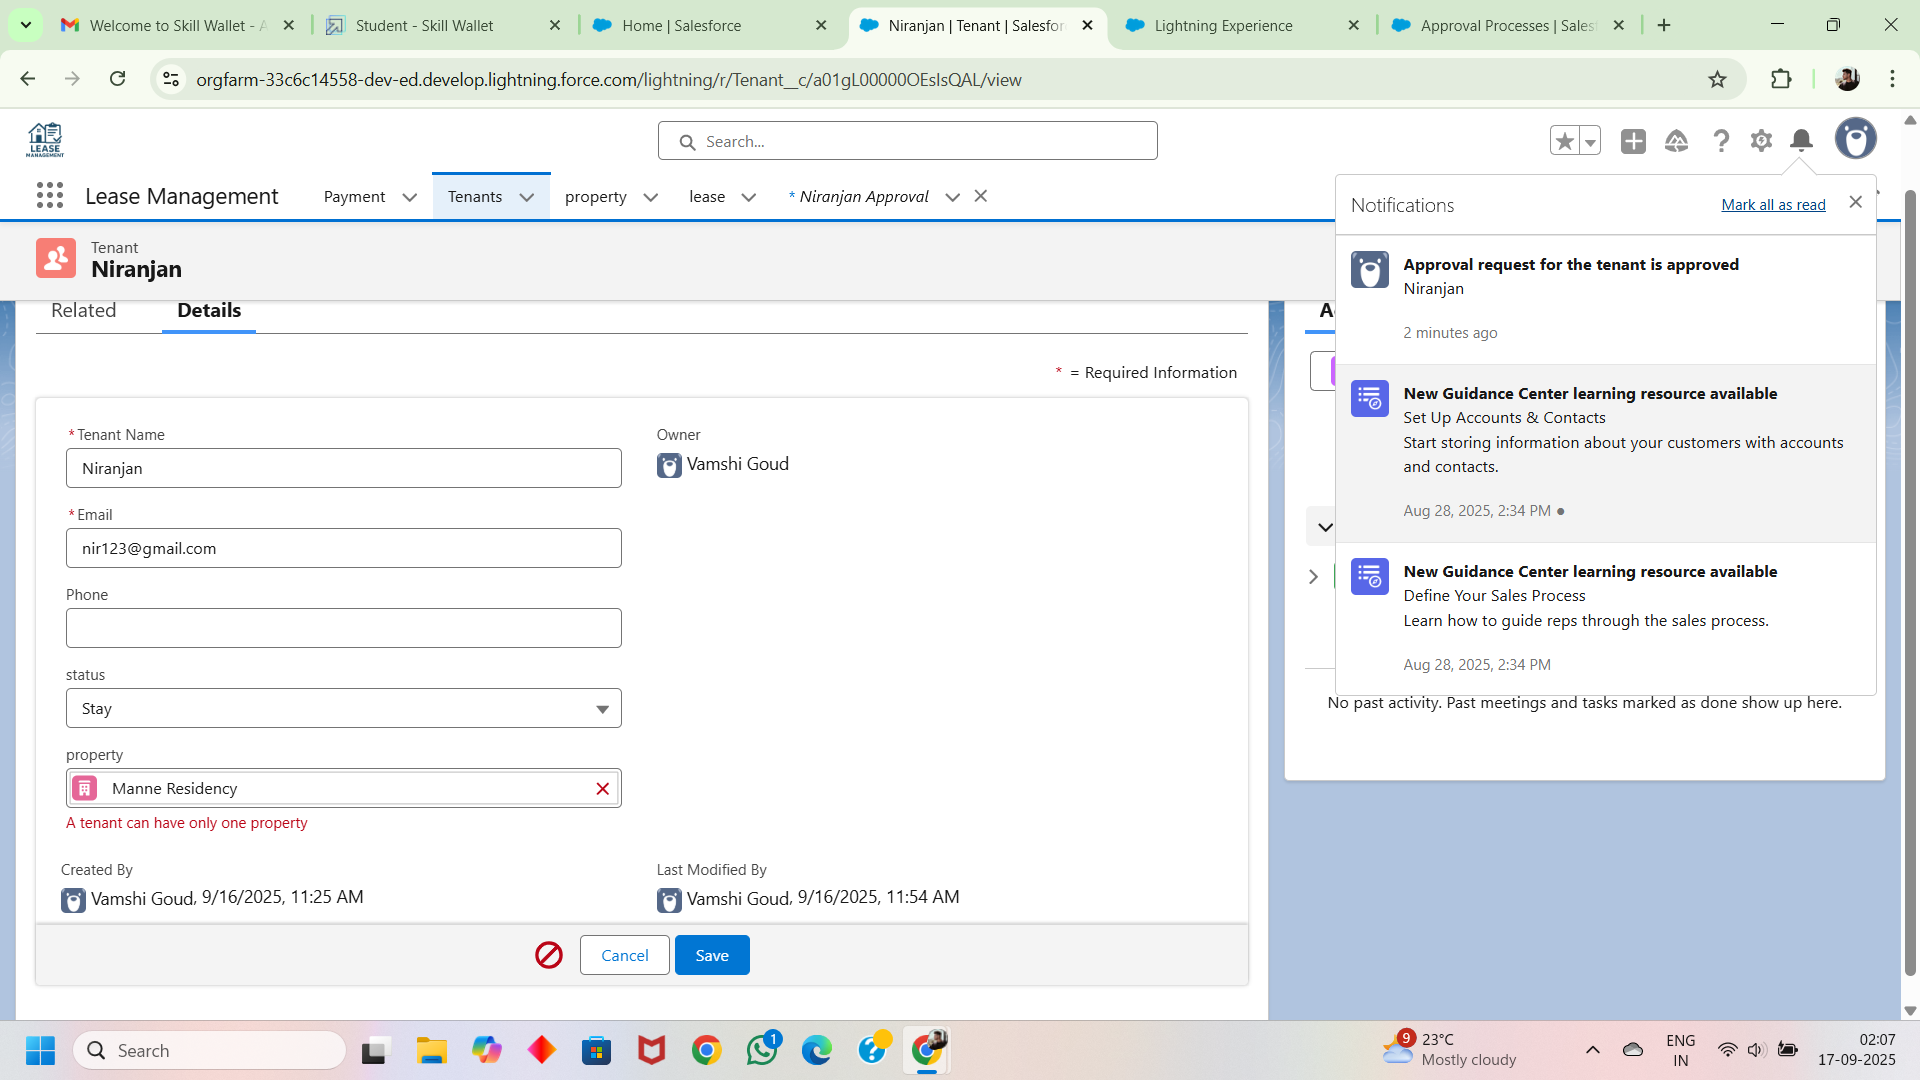 Welcome to Skill Wallet - A
Student - Skill Wallet
Home | Salesforce
Niranjan | Tenant | Salesfor
Lightning Experience
Approval Processes | Sales
orgfarm-33c6c14558-dev-ed.develop.lightning.force.com/lightning/r/Tenant__c/a01gL00000OEsIsQAL/view
LEASE
MANAGEMENT
Search...
Lease Management
Payment
Tenants
property
lease
* Niranjan Approval
Tenant
Niranjan
Related
Details
* = Required Information
*Tenant Name
Niranjan
Owner
Vamshi Goud
*Email
nir123@gmail.com
Phone
status
Stay
property
Manne Residency
A tenant can have only one property
Created By
Vamshi Goud, 9/16/2025, 11:25 AM
Last Modified By
Vamshi Goud, 9/16/2025, 11:54 AM
Cancel
Save
Notifications
Mark all as read
Approval request for the tenant is approved
Niranjan
2 minutes ago
New Guidance Center learning resource available
Set Up Accounts & Contacts
Start storing information about your customers with accounts
and contacts.
Aug 28, 2025, 2:34 PM
New Guidance Center learning resource available
Define Your Sales Process
Learn how to guide reps through the sales process.
Aug 28, 2025, 2:34 PM
No past activity. Past meetings and tasks marked as done show up here.
Search
1
9
23°C
Mostly cloudy
ENG
IN
02:07
17-09-2025